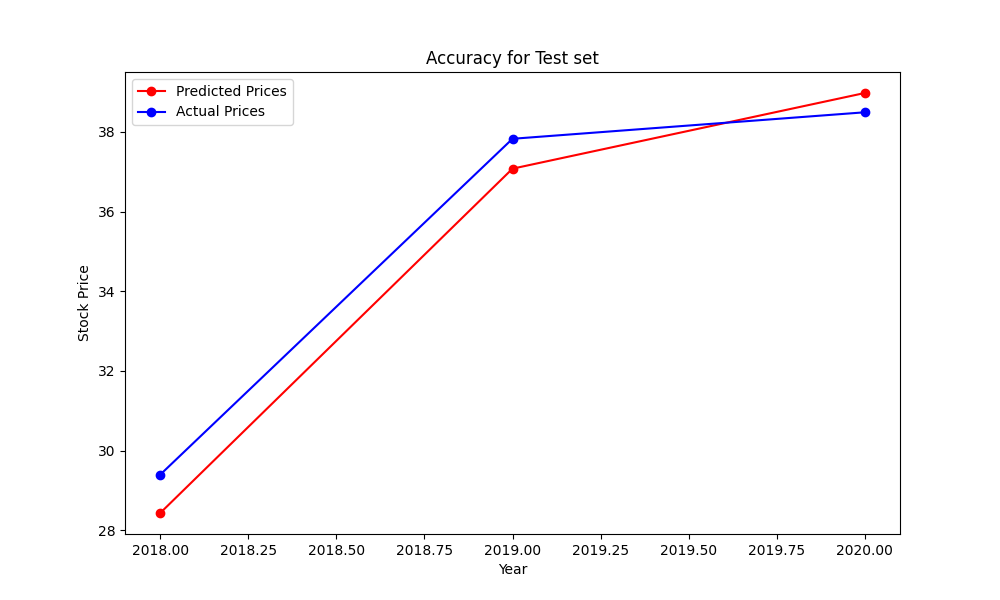 Accuracy for Test set
Predicted Prices
Actual Prices
Stock Price
38
36
34
32
30
28
2018.00 2018.25 2018.50 2018.75 2019.00 2019.25 2019.50 2019.75 2020.00
Year